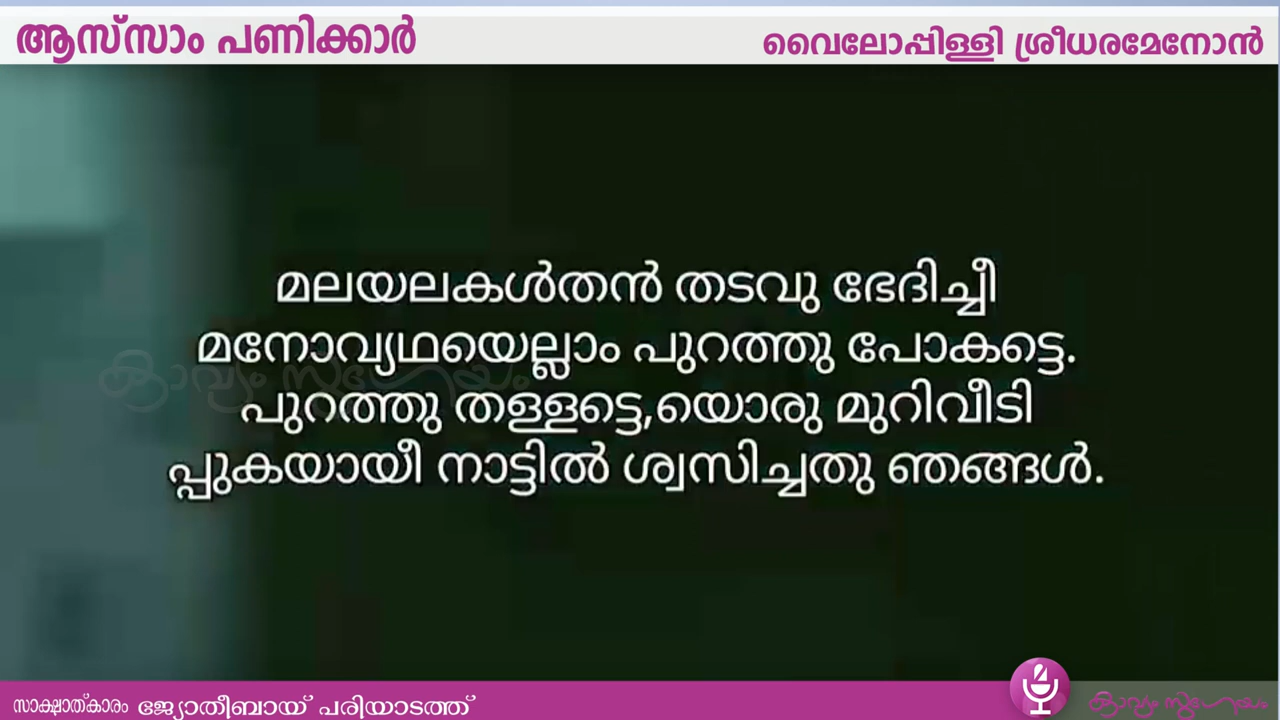 ആസ്സാം പണിക്കാർ
വൈലോപ്പിള്ളി ശ്രീധരമേനോൻ
മലയലകൾതൻ തടവു ഭേദിച്ചീ
മനോവ്യഥയെല്ലാം പുറത്തു പോകട്ടെ.
പുറത്തു തള്ളട്ടെ,യൊരു മുറിവീടി
പ്പുകയായീ നാട്ടിൽ ശ്വസിച്ചതു ഞങ്ങൾ.
സാക്ഷാത്കാരം ജ്യോതീബായ് പരിയാടത്ത്
കാവ്യം സുഗേയം